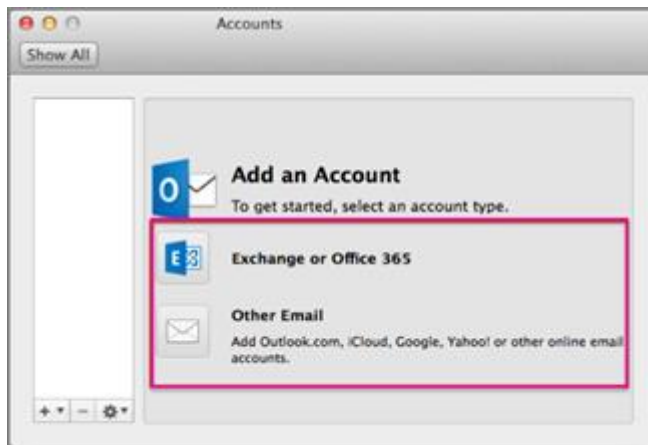 Accounts
Show All
Add an Account
To get started, select an account type.
Exchange or Office 365
Other Email
Add Outlook.com, iCloud, Google, Yahoo! or other online email
accounts.